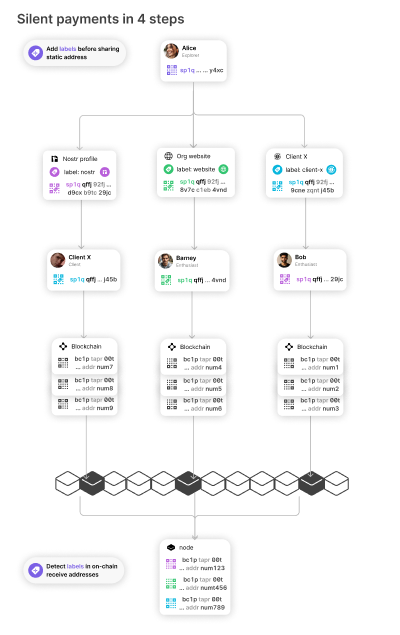 Silent payments in 4 steps
Add labels before sharing
static address
Alice
Explorer
sp1q ... ... y4xc
Nostr profile
label: nostr
sp1q qffj 92fj ...
d9cx b9tc 29jc
Org website
label: website
sp1q qffj 92fj ...
8v7c c1eb 4vnd
Client X
label: client-x
sp1q qffj 92fj ...
9cne zqnt j45b
Client X
Client
sp1q qffj ... j45b
Barney
Enthusiast
sp1q qffj ... 4vnd
Bob
Enthusiast
sp1q qffj ... 29jc
Blockchain
bc1p tapr 00t
... addr num7
bc1p tapr 00t
... addr num8
bc1p tapr 00t
... addr num9
Blockchain
bc1p tapr 00t
... addr num4
bc1p tapr 00t
... addr num5
bc1p tapr 00t
... addr num6
Blockchain
bc1p tapr 00t
... addr num1
bc1p tapr 00t
... addr num2
bc1p tapr 00t
... addr num3
Detect labels in on-chain
receive addresses
node
bc1p tapr 00t
... addr num123
bc1p tapr 00t
... addr numt456
bc1p tapr 00t
... addr num789